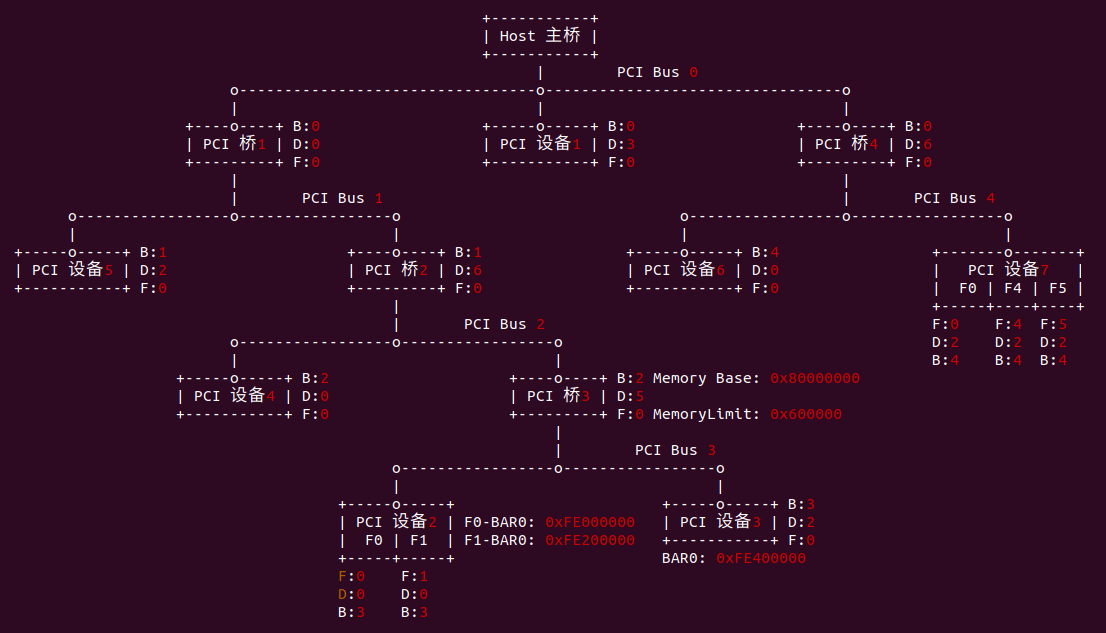 Host 主桥
PCI Bus 0
B:0 B:0 B:0
PCI 桥1 D:0 PCI 设备1 D:3 PCI 桥4 D:6
F:0 F:0 F:0
PCI Bus 1 PCI Bus 4
B:1 B:1 B:4
PCI 设备5 D:2 PCI 桥2 D:6 PCI 设备6 D:0 PCI 设备7
F:0 F:0 F:0 F0 | F4 | F5
PCI Bus 2 F:0 F:4 F:5
D:2 D:2 D:2
B:4 B:4 B:4
B:2 B:2 Memory Base: 0x80000000
PCI 设备4 D:0 PCI 桥3 D:5
F:0 F:0 MemoryLimit: 0x600000
PCI Bus 3
B:3
PCI 设备2 F0-BAR0: 0xFE000000 PCI 设备3 D:2
F0 | F1 F1-BAR0: 0xFE200000 F:0
BAR0: 0xFE400000
F:0 F:1
D:0 D:0
B:3 B:3